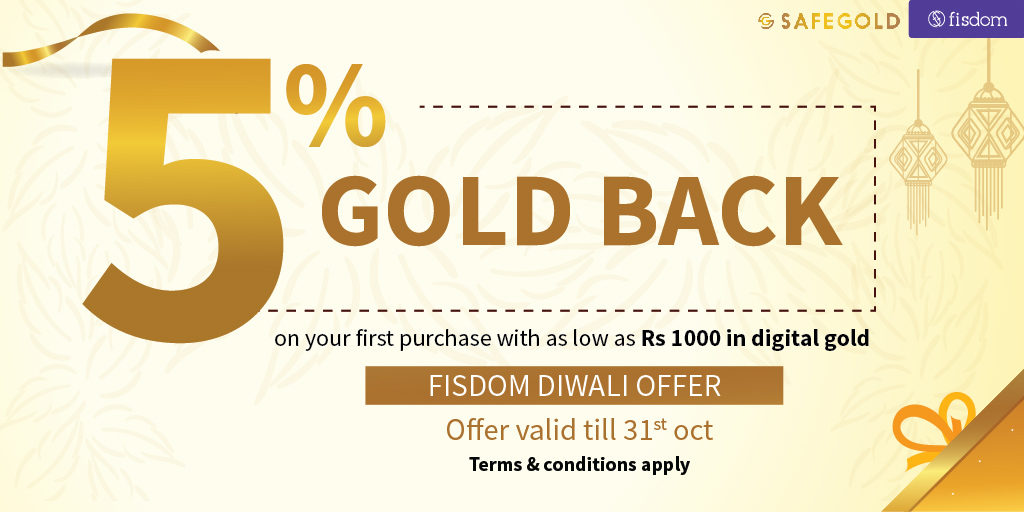 SAFEGOLD
fisdom
5%
GOLD BACK
on your first purchase with as low as Rs 1000 in digital gold
FISDOM DIWALI OFFER
Offer valid till 31st oct
Terms & conditions apply